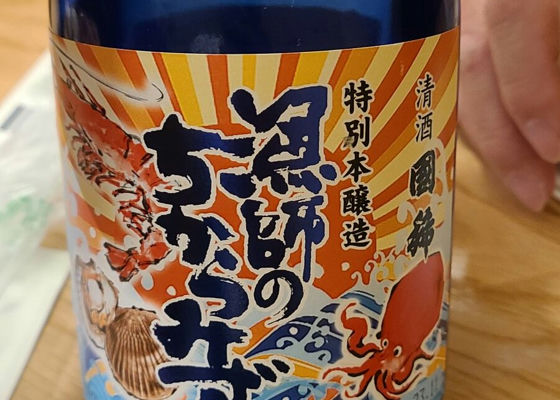 清酒 國稀
特別本醸造
漁師の
ちからみず